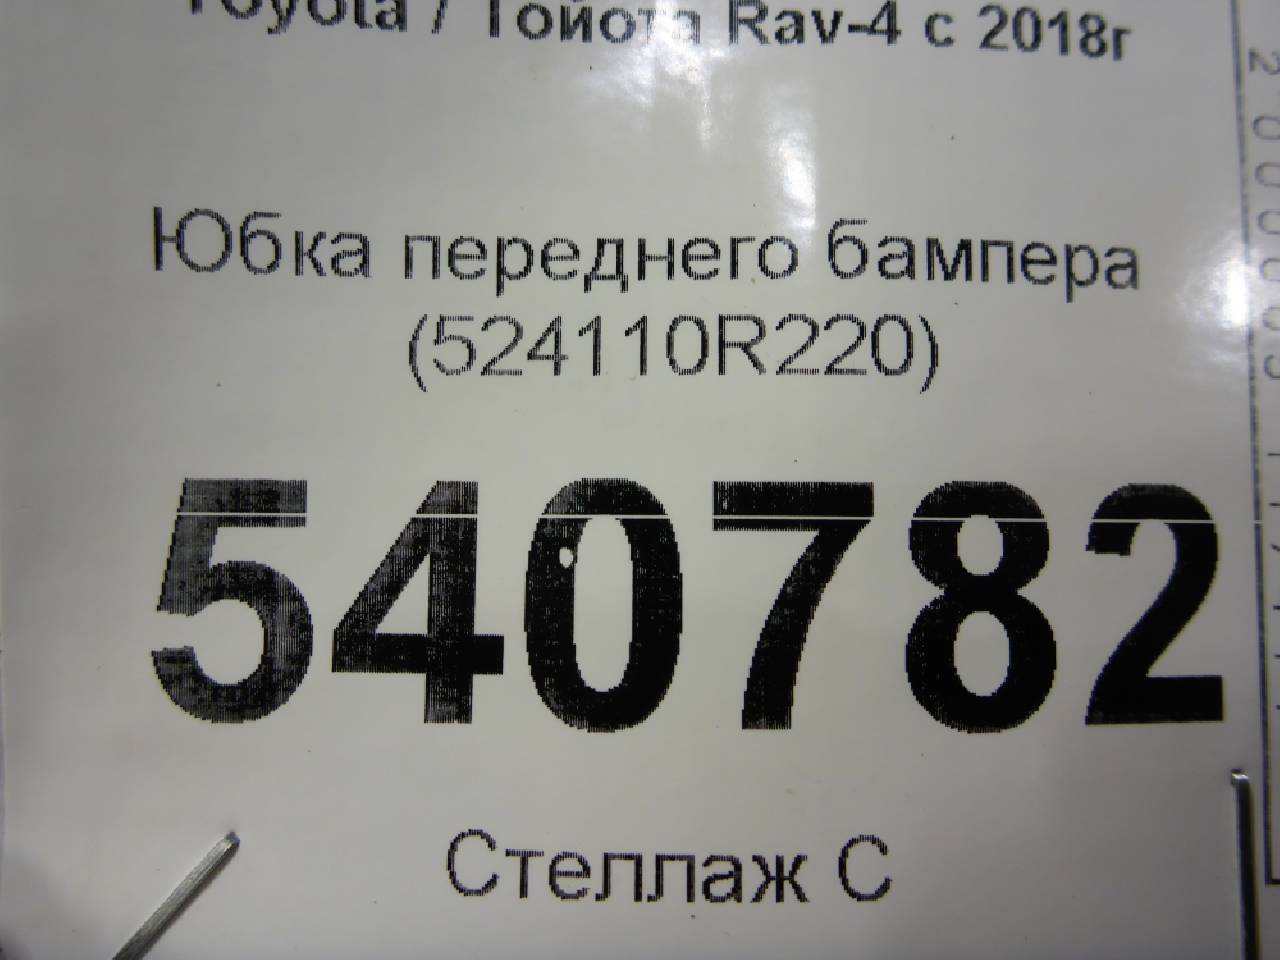 Toyota / Тойота Rav-4 с 2018г
Юбка переднего бампера
(524110R220)
540782
Стеллаж С